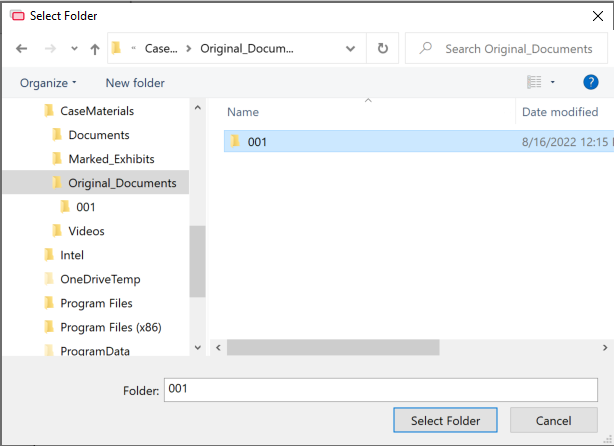 Select Folder
« Case... > Original_Docum...
Search Original_Documents
Organize
New folder
?
CaseMaterials
Documents
Marked_Exhibits
Original_Documents
001
Videos
Intel
OneDriveTemp
Program Files
Program Files (x86)
ProgramData
Name
Date modified
001
8/16/2022 12:15
Folder:
001
Select Folder
Cancel